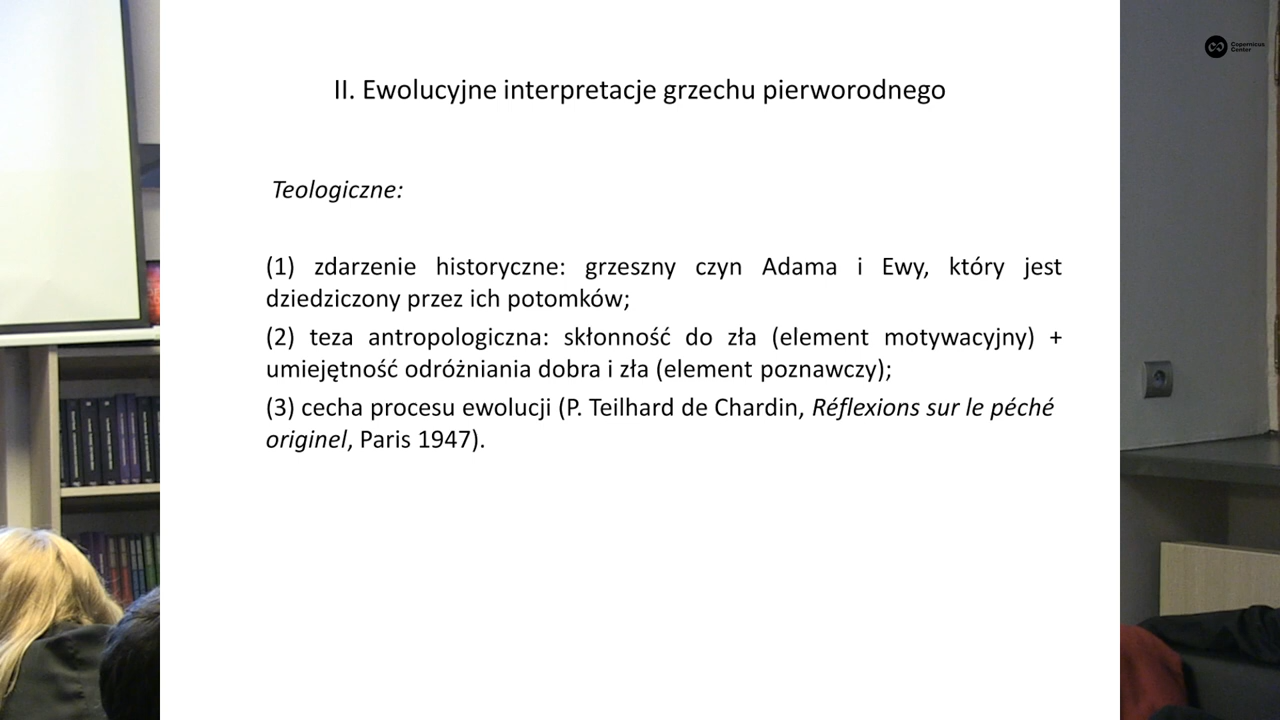 Copernicus
Center
II. Ewolucyjne interpretacje grzechu pierworodnego
Teologiczne:
(1) zdarzenie historyczne: grzeszny czyn Adama i Ewy, który jest
dziedziczony przez ich potomków;
(2) teza antropologiczna: skłonność do zła (element motywacyjny) +
umiejętność odróżniania dobra i zła (element poznawczy);
(3) cecha procesu ewolucji (P. Teilhard de Chardin, Réflexions sur le péché
originel, Paris 1947).